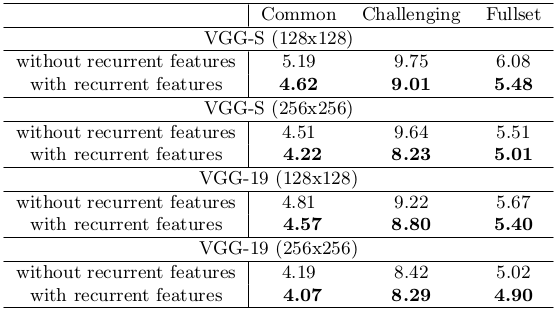 Common Challenging Fullset
VGG-S (128x128)
without recurrent features 5.19 9.75 6.08
with recurrent features 4.62 9.01 5.48
VGG-S (256x256)
without recurrent features 4.51 9.64 5.51
with recurrent features 4.22 8.23 5.01
VGG-19 (128x128)
without recurrent features 4.81 9.22 5.67
with recurrent features 4.57 8.80 5.40
VGG-19 (256x256)
without recurrent features 4.19 8.42 5.02
with recurrent features 4.07 8.29 4.90